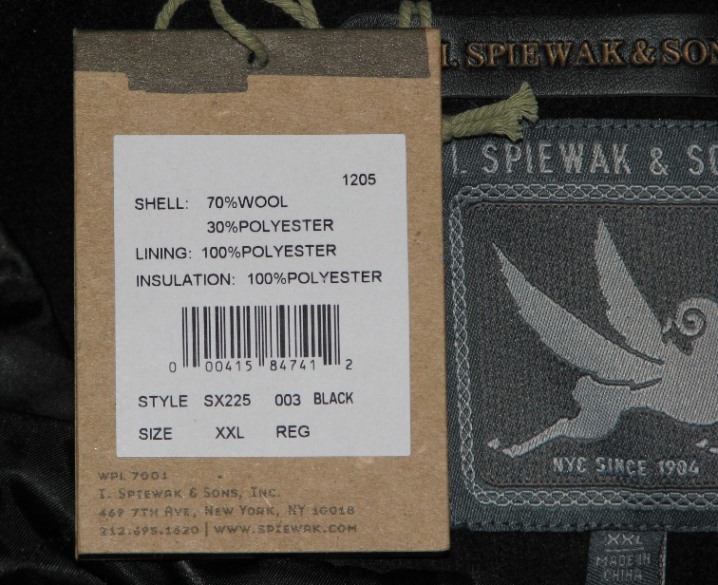 T. SPIEWAK & SON
1205
SHELL: 70%WOOL
30%POLYESTER
LINING: 100%POLYESTER
INSULATION: 100%POLYESTER
0 00415 84741 2
STYLE SX225 003 BLACK
SIZE XXL REG
WPL 7001
I. SPIEWAK & SONS, INC.
469 7TH AVE, NEW YORK, NY 10018
212.695.1620 | WWW.SPIEWAK.COM
I. SPIEWAK & SO
NYC SINCE 1904
XXL
MADE IN
CHINA